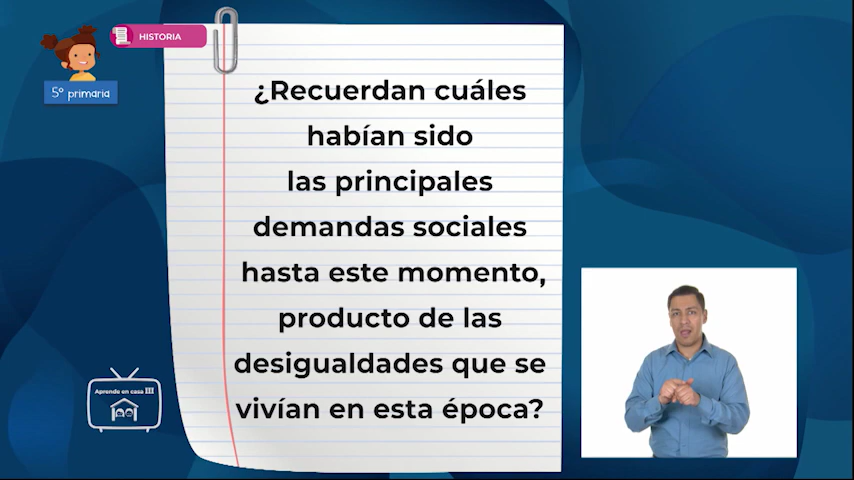 HISTORIA
5° primaria
¿Recuerdan cuáles
habían sido
las principales
demandas sociales
hasta este momento,
producto de las
desigualdades que se
vivían en esta época?
Aprende en casa III